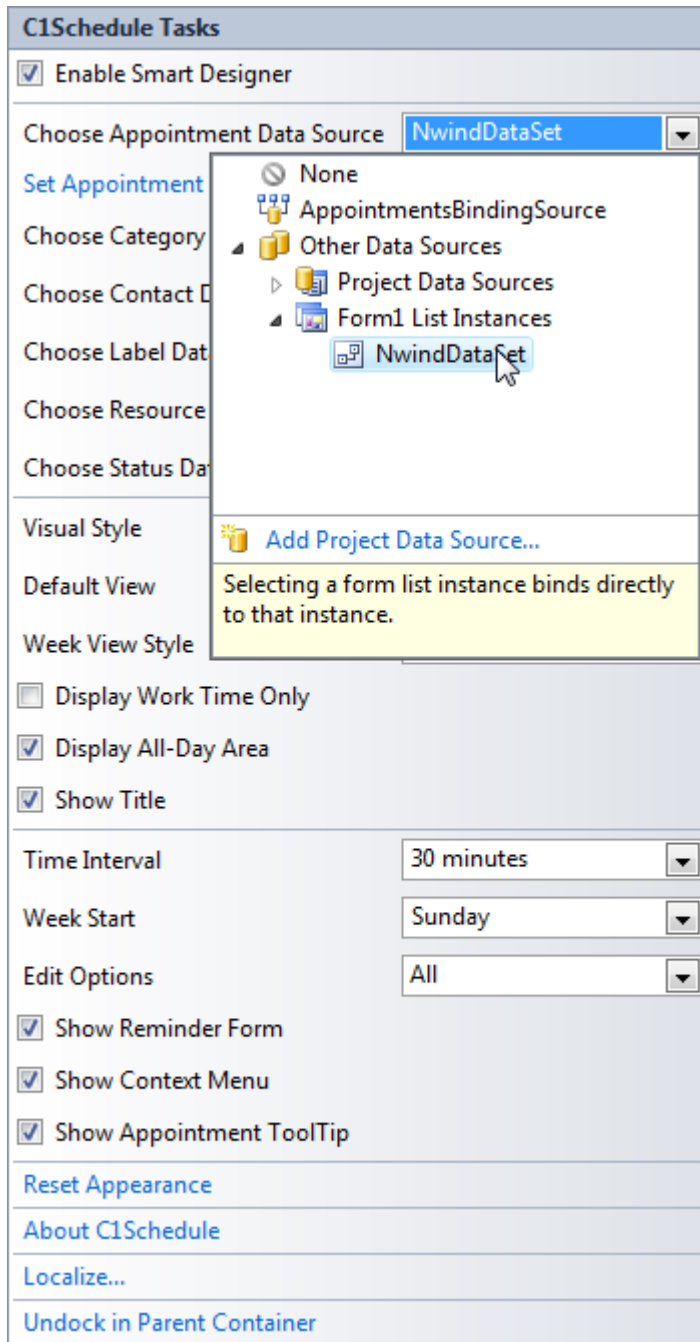 C1Schedule Tasks
Enable Smart Designer
Choose Appointment Data Source NwindDataSet
None
Set Appointment
AppointmentsBindingSource
Choose Category
Other Data Sources
Project Data Sources
Choose Contact D
Form1 List Instances
Choose Label Dat
NwindDataSet
Choose Resource
Choose Status Da
Visual Style
Add Project Data Source...
Default View
Selecting a form list instance binds directly
to that instance.
Week View Style
Display Work Time Only
Display All-Day Area
Show Title
Time Interval 30 minutes
Week Start Sunday
Edit Options All
Show Reminder Form
Show Context Menu
Show Appointment ToolTip
Reset Appearance
About C1Schedule
Localize...
Undock in Parent Container